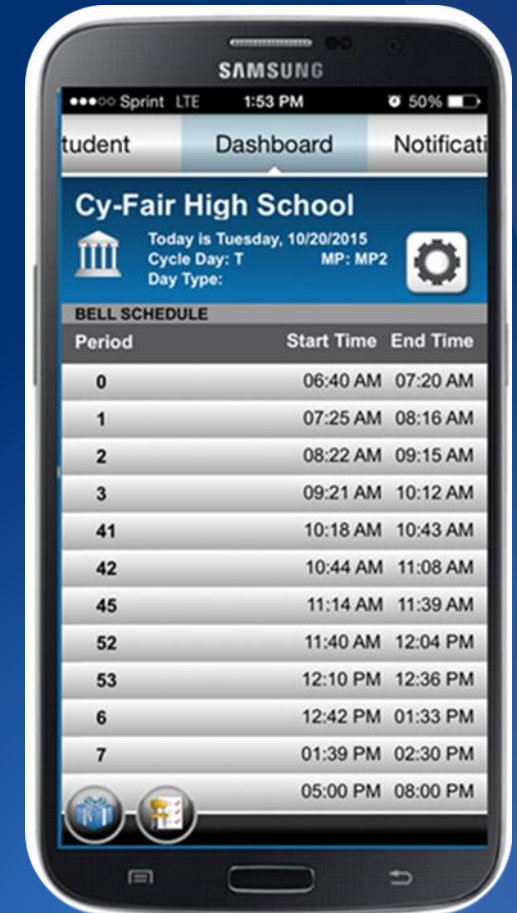 SAMSUNG
Sprint LTE 1:53 PM 50%
tudent Dashboard Notificati
Cy-Fair High School
Today is Tuesday, 10/20/2015
Cycle Day: T MP: MP2
Day Type:
BELL SCHEDULE
Period Start Time End Time
0 06:40 AM 07:20 AM
1 07:25 AM 08:16 AM
2 08:22 AM 09:15 AM
3 09:21 AM 10:12 AM
41 10:18 AM 10:43 AM
42 10:44 AM 11:08 AM
45 11:14 AM 11:39 AM
52 11:40 AM 12:04 PM
53 12:10 PM 12:36 PM
6 12:42 PM 01:33 PM
7 01:39 PM 02:30 PM
05:00 PM 08:00 PM